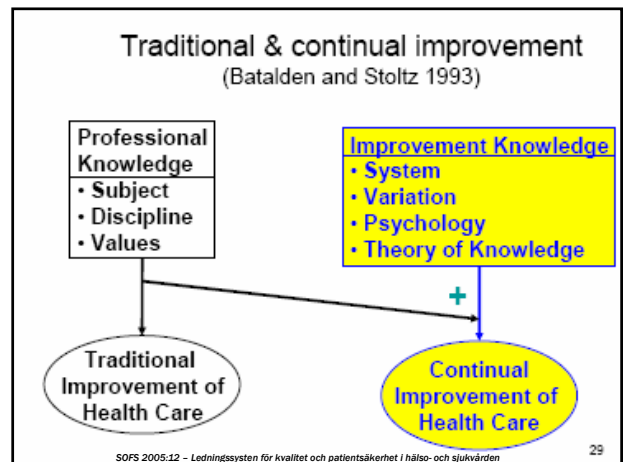 Traditional & continual improvement
(Batalden and Stoltz 1993)
Professional
Knowledge
• Subject
• Discipline
• Values
Improvement Knowledge
• System
• Variation
• Psychology
• Theory of Knowledge
+
Traditional
Improvement of
Health Care
Continual
Improvement of
Health Care
SOFS 2005:12 – Ledningssysten för kvalitet och patientsäkerhet i hälso- och sjukvården
29